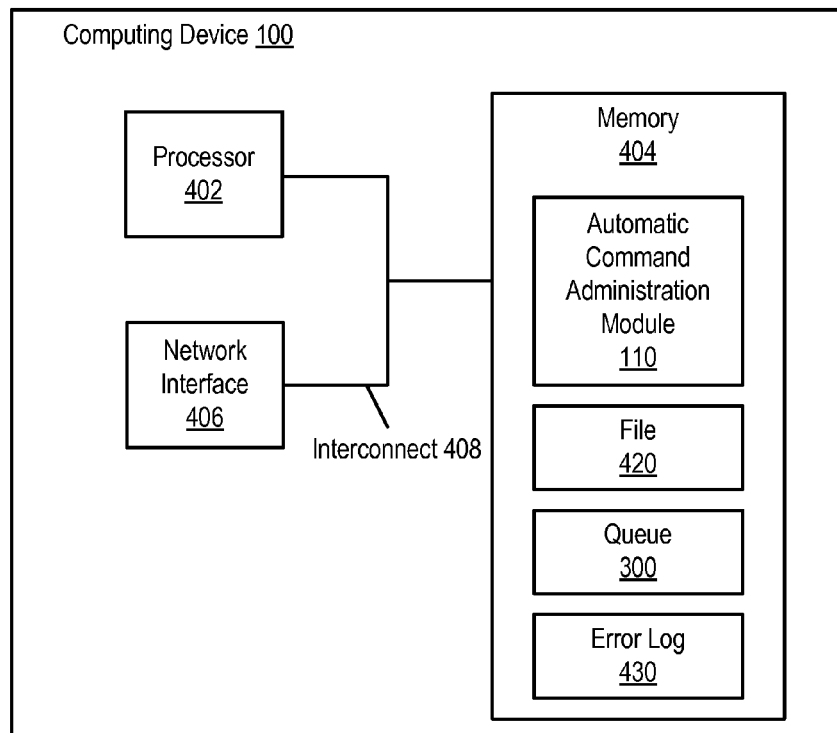 Computing Device 100
Processor
402
Network
Interface
406
Interconnect 408
Memory
404
Automatic
Command
Administration
Module
110
File
420
Queue
300
Error Log
430